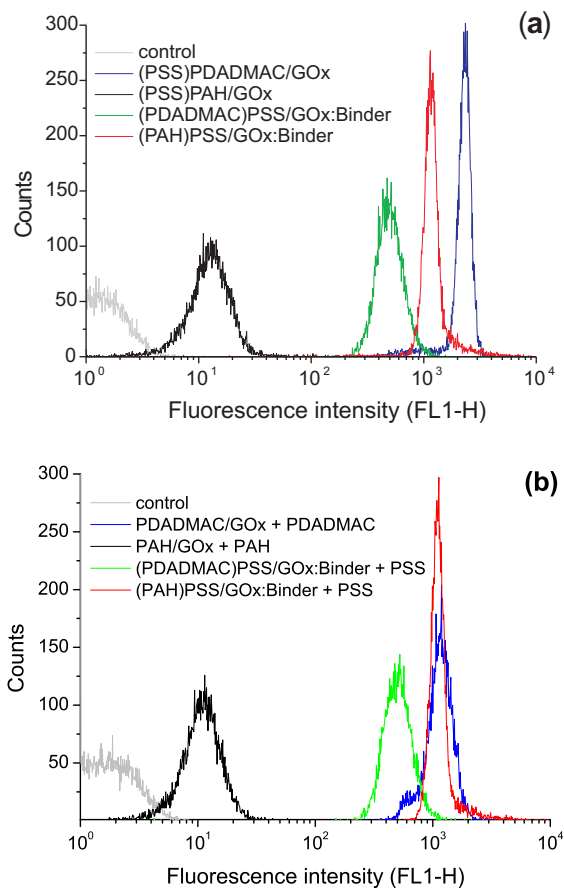 (a)
300
250
200
150
100
50
0
Counts
control
(PSS)PDADMAC/GOx
(PSS)PAH/GOx
(PDADMAC)PSS/GOx:Binder
(PAH)PSS/GOx:Binder
10^0 10^1 10^2 10^3 10^4
Fluorescence intensity (FL1-H)
(b)
300
250
200
150
100
50
Counts
control
PDADMAC/GOx + PDADMAC
PAH/GOx + PAH
(PDADMAC)PSS/GOx:Binder + PSS
(PAH)PSS/GOx:Binder + PSS
10^0 10^1 10^2 10^3 10^4
Fluorescence intensity (FL1-H)